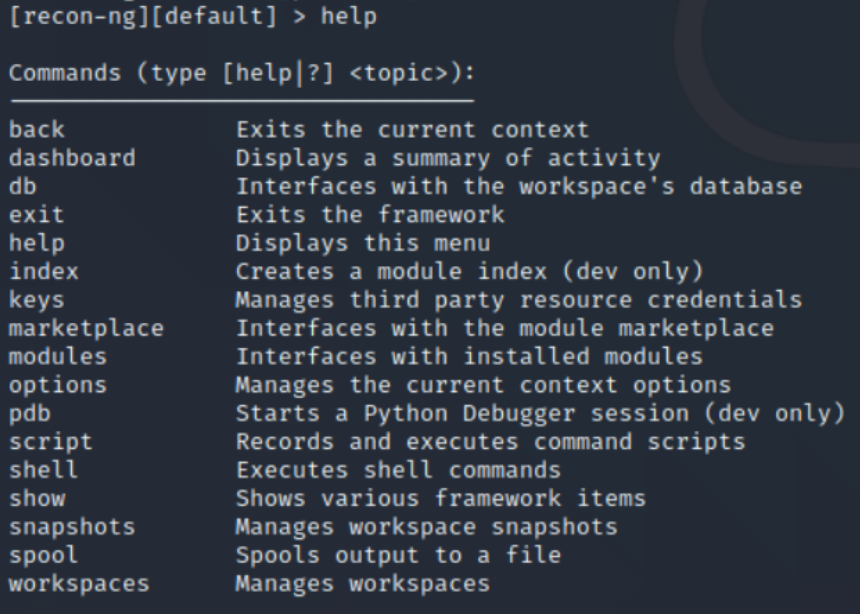 [recon-ng][default] > help
Commands (type [help|?] <topic>):
back Exits the current context
dashboard Displays a summary of activity
db Interfaces with the workspace's database
exit Exits the framework
help Displays this menu
index Creates a module index (dev only)
keys Manages third party resource credentials
marketplace Interfaces with the module marketplace
modules Interfaces with installed modules
options Manages the current context options
pdb Starts a Python Debugger session (dev only)
script Records and executes command scripts
shell Executes shell commands
show Shows various framework items
snapshots Manages workspace snapshots
spool Spools output to a file
workspaces Manages workspaces